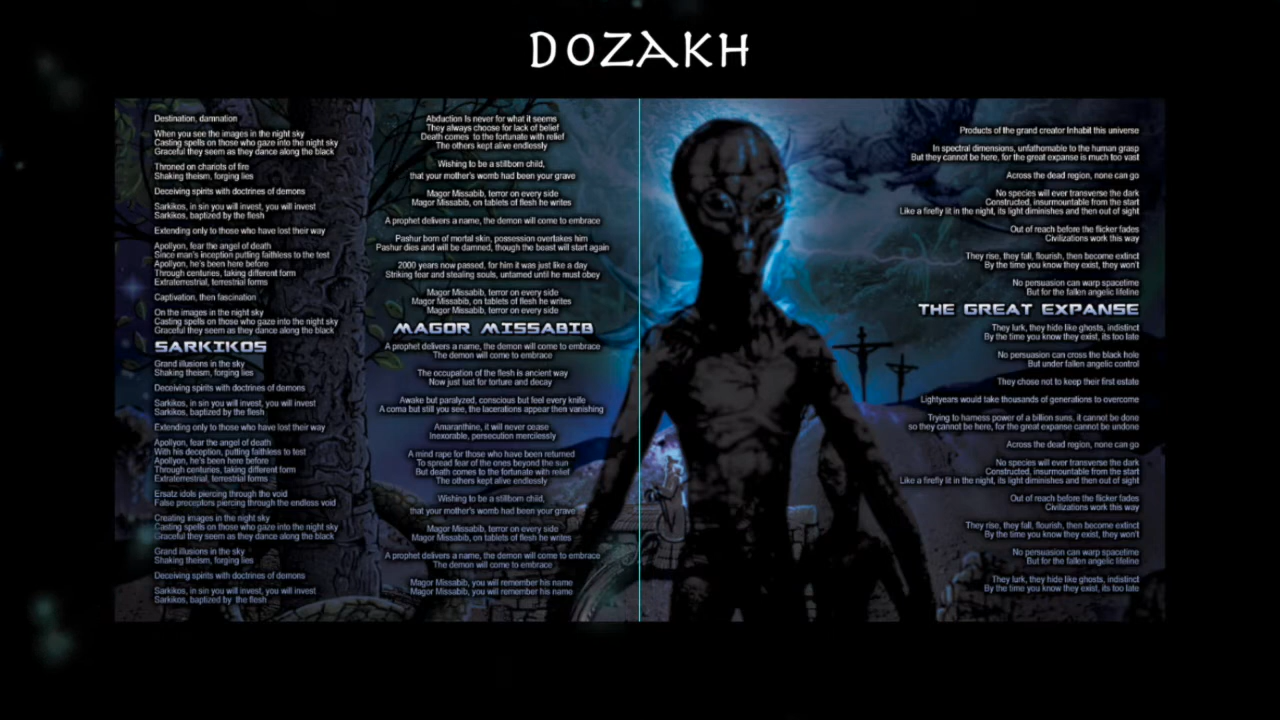 DOZAKH
Destination, damnation
When you see the images in the night sky
Casting spells on those who gaze into the night sky
Graceful they seem as they dance along the black
Throned on chariots of fire
Shaking theism, forging lies
Deceiving spirits with doctrines of demons
Sarkikos, in sin you will invest, you will invest
Sarkikos, baptized by the flesh
Extending only to those who have lost their way
Apollyon, fear the angel of death
Since man's inception putting faithless to the test
Apollyon, he's been here before
Through centuries, taking different form
Extraterrestrial, terrestrial forms
Captivation, then fascination
On the images in the night sky
Casting spells on those who gaze into the night sky
Graceful they seem as they dance along the black
SARKIKOS
Grand illusions in the sky
Shaking theism, forging lies
Deceiving spirits with doctrines of demons
Sarkikos, in sin you will invest, you will invest
Sarkikos, baptized by the flesh
Extending only to those who have lost their way
Apollyon, fear the angel of death
With his deception, putting faithless to test
Apollyon, he's been here before
Through centuries, taking different form
Extraterrestrial, terrestrial forms
Ersatz idols piercing through the void
False preceptors piercing through the endless void
Creating images in the night sky
Casting spells on those who gaze into the night sky
Graceful they seem as they dance along the black
Grand illusions in the sky
Shaking theism, forging lies
Deceiving spirits with doctrines of demons
Sarkikos, in sin you will invest, you will invest
Sarkikos, baptized by the flesh
Abduction Is never for what it seems
They always choose for lack of belief
Death comes to the fortunate with relief
The others kept alive endlessly
Wishing to be a stillborn child,
that your mother's womb had been your grave
Magor Missabib, terror on every side
Magor Missabib, on tablets of flesh he writes
A prophet delivers a name, the demon will come to embrace
Pashur born of mortal skin, possession overtakes him
Pashur dies and will be damned, though the beast will start again
2000 years now passed, for him it was just like a day
Striking fear and stealing souls, untamed until he must obey
Magor Missabib, terror on every side
Magor Missabib, on tablets of flesh he writes
Magor Missabib, terror on every side
MAGOR MISSABIB
A prophet delivers a name, the demon will come to embrace
The demon will come to embrace
The occupation of the flesh is ancient way
Now just lust for torture and decay
Awake but paralyzed, conscious but feel every knife
A coma but still you see, the lacerations appear then vanishing
Amaranthine, it will never cease
Inexorable, persecution mercilessly
A mind rape for those who have been returned
To spread fear of the ones beyond the sun
But death comes to the fortunate with relief
The others kept alive endlessly
Wishing to be a stillborn child,
that your mother's womb had been your grave
Magor Missabib, terror on every side
Magor Missabib, on tablets of flesh he writes
A prophet delivers a name, the demon will come to embrace
The demon will come to embrace
Magor Missabib, you will remember his name
Magor Missabib, you will remember his name
Products of the grand creator Inhabit this universe
In spectral dimensions, unfathomable to the human grasp
But they cannot be here, for the great expanse is much too vast
Across the dead region, none can go
No species will ever transverse the dark
Constructed, insurmountable from the start
Like a firefly lit in the night, its light diminishes and then out of sight
Out of reach before the flicker fades
Civilizations work this way
They rise, they fall, flourish, then become extinct
By the time you know they exist, they won't
No persuasion can warp spacetime
But for the fallen angelic lifeline
THE GREAT EXPANSE
They lurk, they hide like ghosts, indistinct
By the time you know they exist, its too late
No persuasion can cross the black hole
But under fallen angelic control
They chose not to keep their first estate
Lightyears would take thousands of generations to overcome
Trying to harness power of a billion suns, it cannot be done
so they cannot be here, for the great expanse cannot be undone
Across the dead region, none can go
No species will ever transverse the dark
Constructed, insurmountable from the start
Like a firefly lit in the night, its light diminishes and then out of sight
Out of reach before the flicker fades
Civilizations work this way
They rise, they fall, flourish, then become extinct
By the time you know they exist, they won't
No persuasion can warp spacetime
But for the fallen angelic lifeline
They lurk, they hide like ghosts, indistinct
By the time you know they exist, its too late